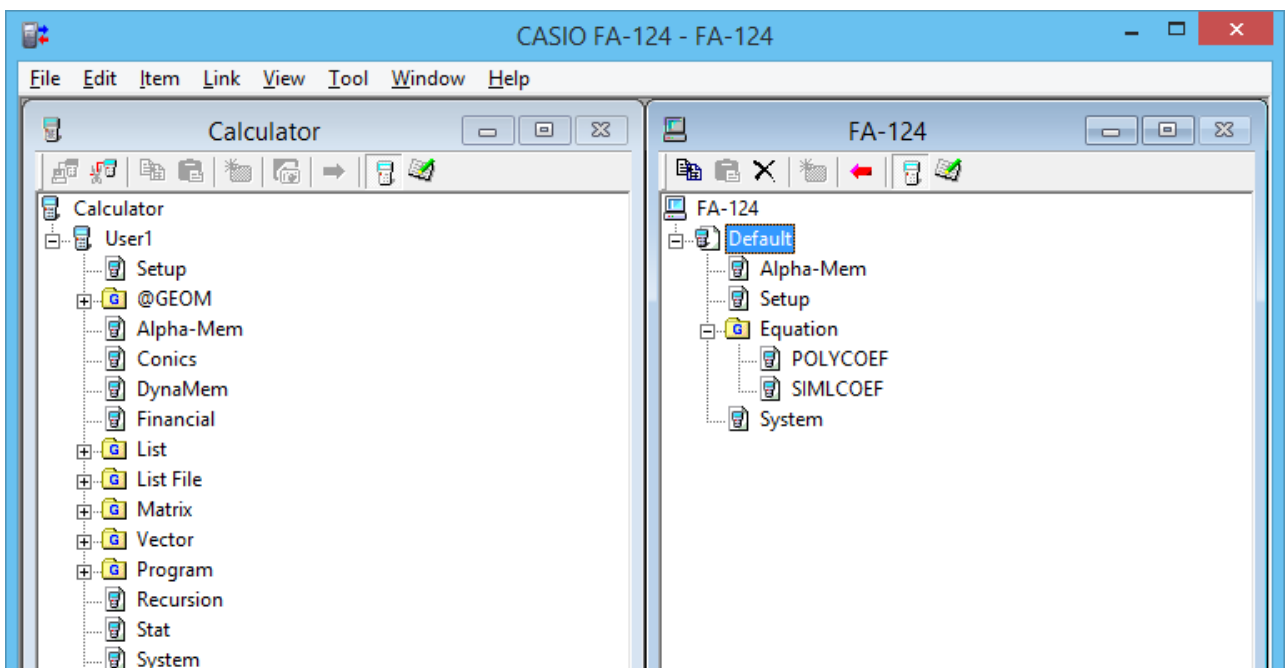 CASIO FA-124 - FA-124
File Edit Item Link View Tool Window Help
Calculator
Calculator
User1
Setup
@GEOM
Alpha-Mem
Conics
DynaMem
Financial
List
List File
Matrix
Vector
Program
Recursion
Stat
System
FA-124
FA-124
Default
Alpha-Mem
Setup
Equation
POLYCOEF
SIMLCOEF
System